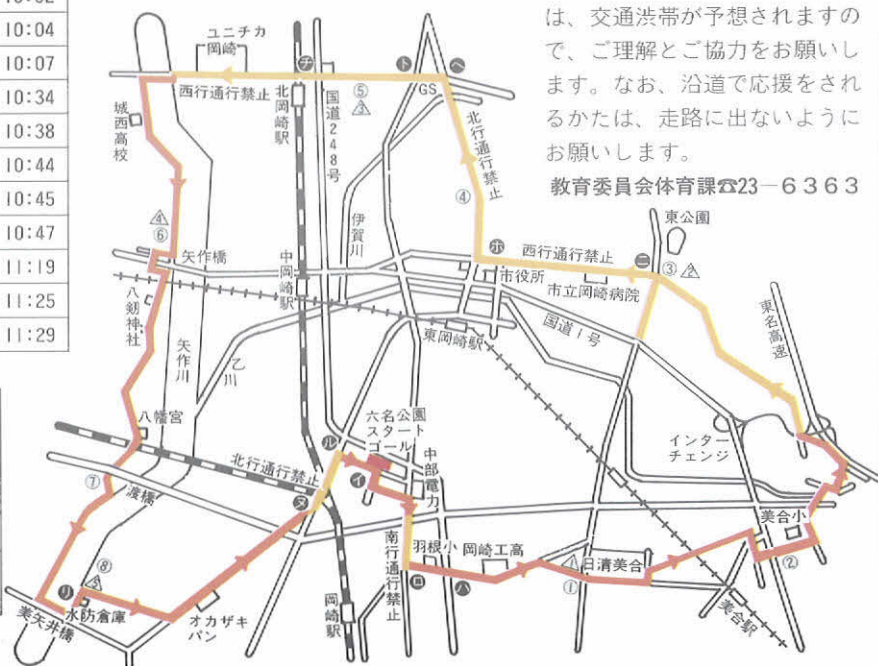 10:04
10:07
10:34
10:38
10:44
10:45
10:47
11:19
11:25
11:29
は、交通渋帯が予想されますの
で、ご理解とご協力をお願いし
ます。なお、沿道で応援をされ
るかたは、走路に出ないように
お願いします。
教育委員会体育課☎23－6363
ユニチカ
岡崎
チ
ト
ヘ
GS
西行通行禁止
⑤
3
北岡崎駅
国道248号
北行通行禁止
④
城西高校
伊賀川
東公園
4
⑥
矢作橋
中岡崎駅
ホ
西行通行禁止
ニ
③
2
市役所
市立岡崎病院
八剱神社
矢作川
乙川
東岡崎駅
国道1号
東名高速
八幡宮
六名公園
スタート
ゴール
ル
イ
中部電力
インター
チェンジ
北行通行禁止
ヌ
⑦
渡橋
南行通行禁止
羽根小
岡崎工高
ロ
ハ
1
①
日清美合
美合小
②
美合駅
⑧
リ
美矢井橋
水防倉庫
オカザキ
パン
岡崎駅